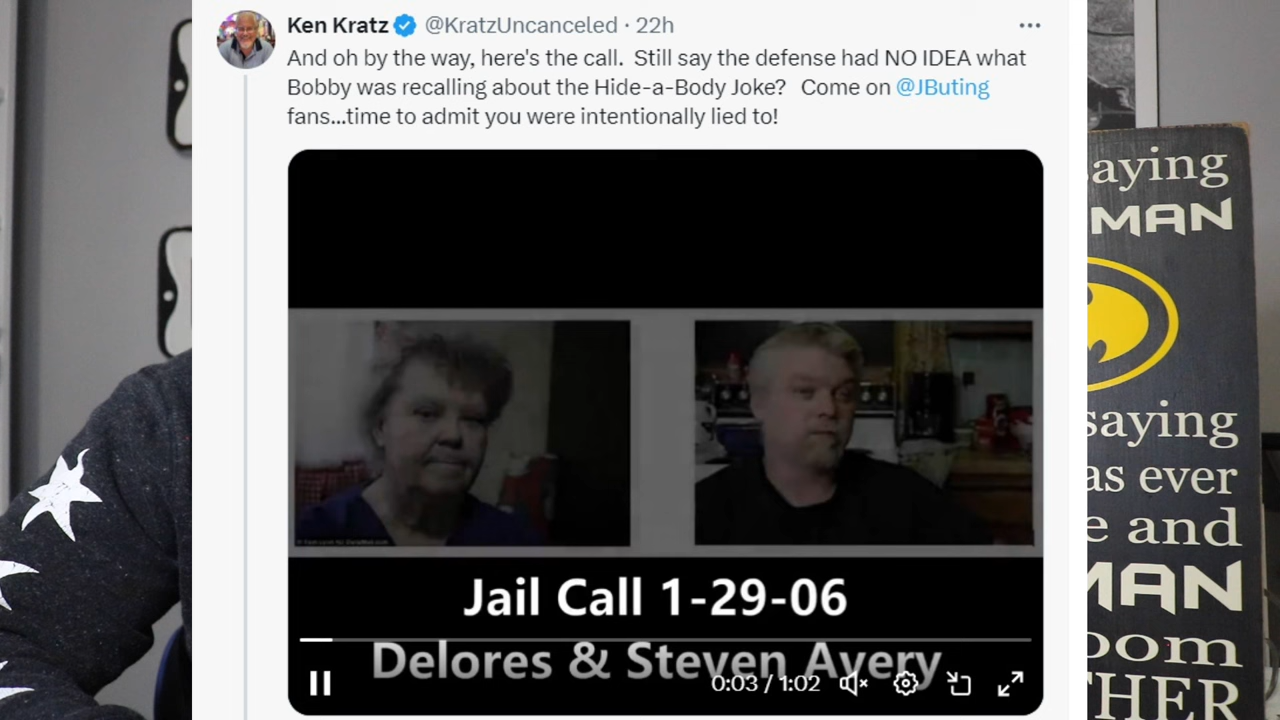 Ken Kratz @KratzUncanceled · 22h
And oh by the way, here's the call. Still say the defense had NO IDEA what
Bobby was recalling about the Hide-a-Body Joke? Come on @JButing
fans...time to admit you were intentionally lied to!
Jail Call 1-29-06
Delores & Steven Avery
0:03 / 1:02
aying
MAN
saying
as ever
e and
MAN
oom
THER